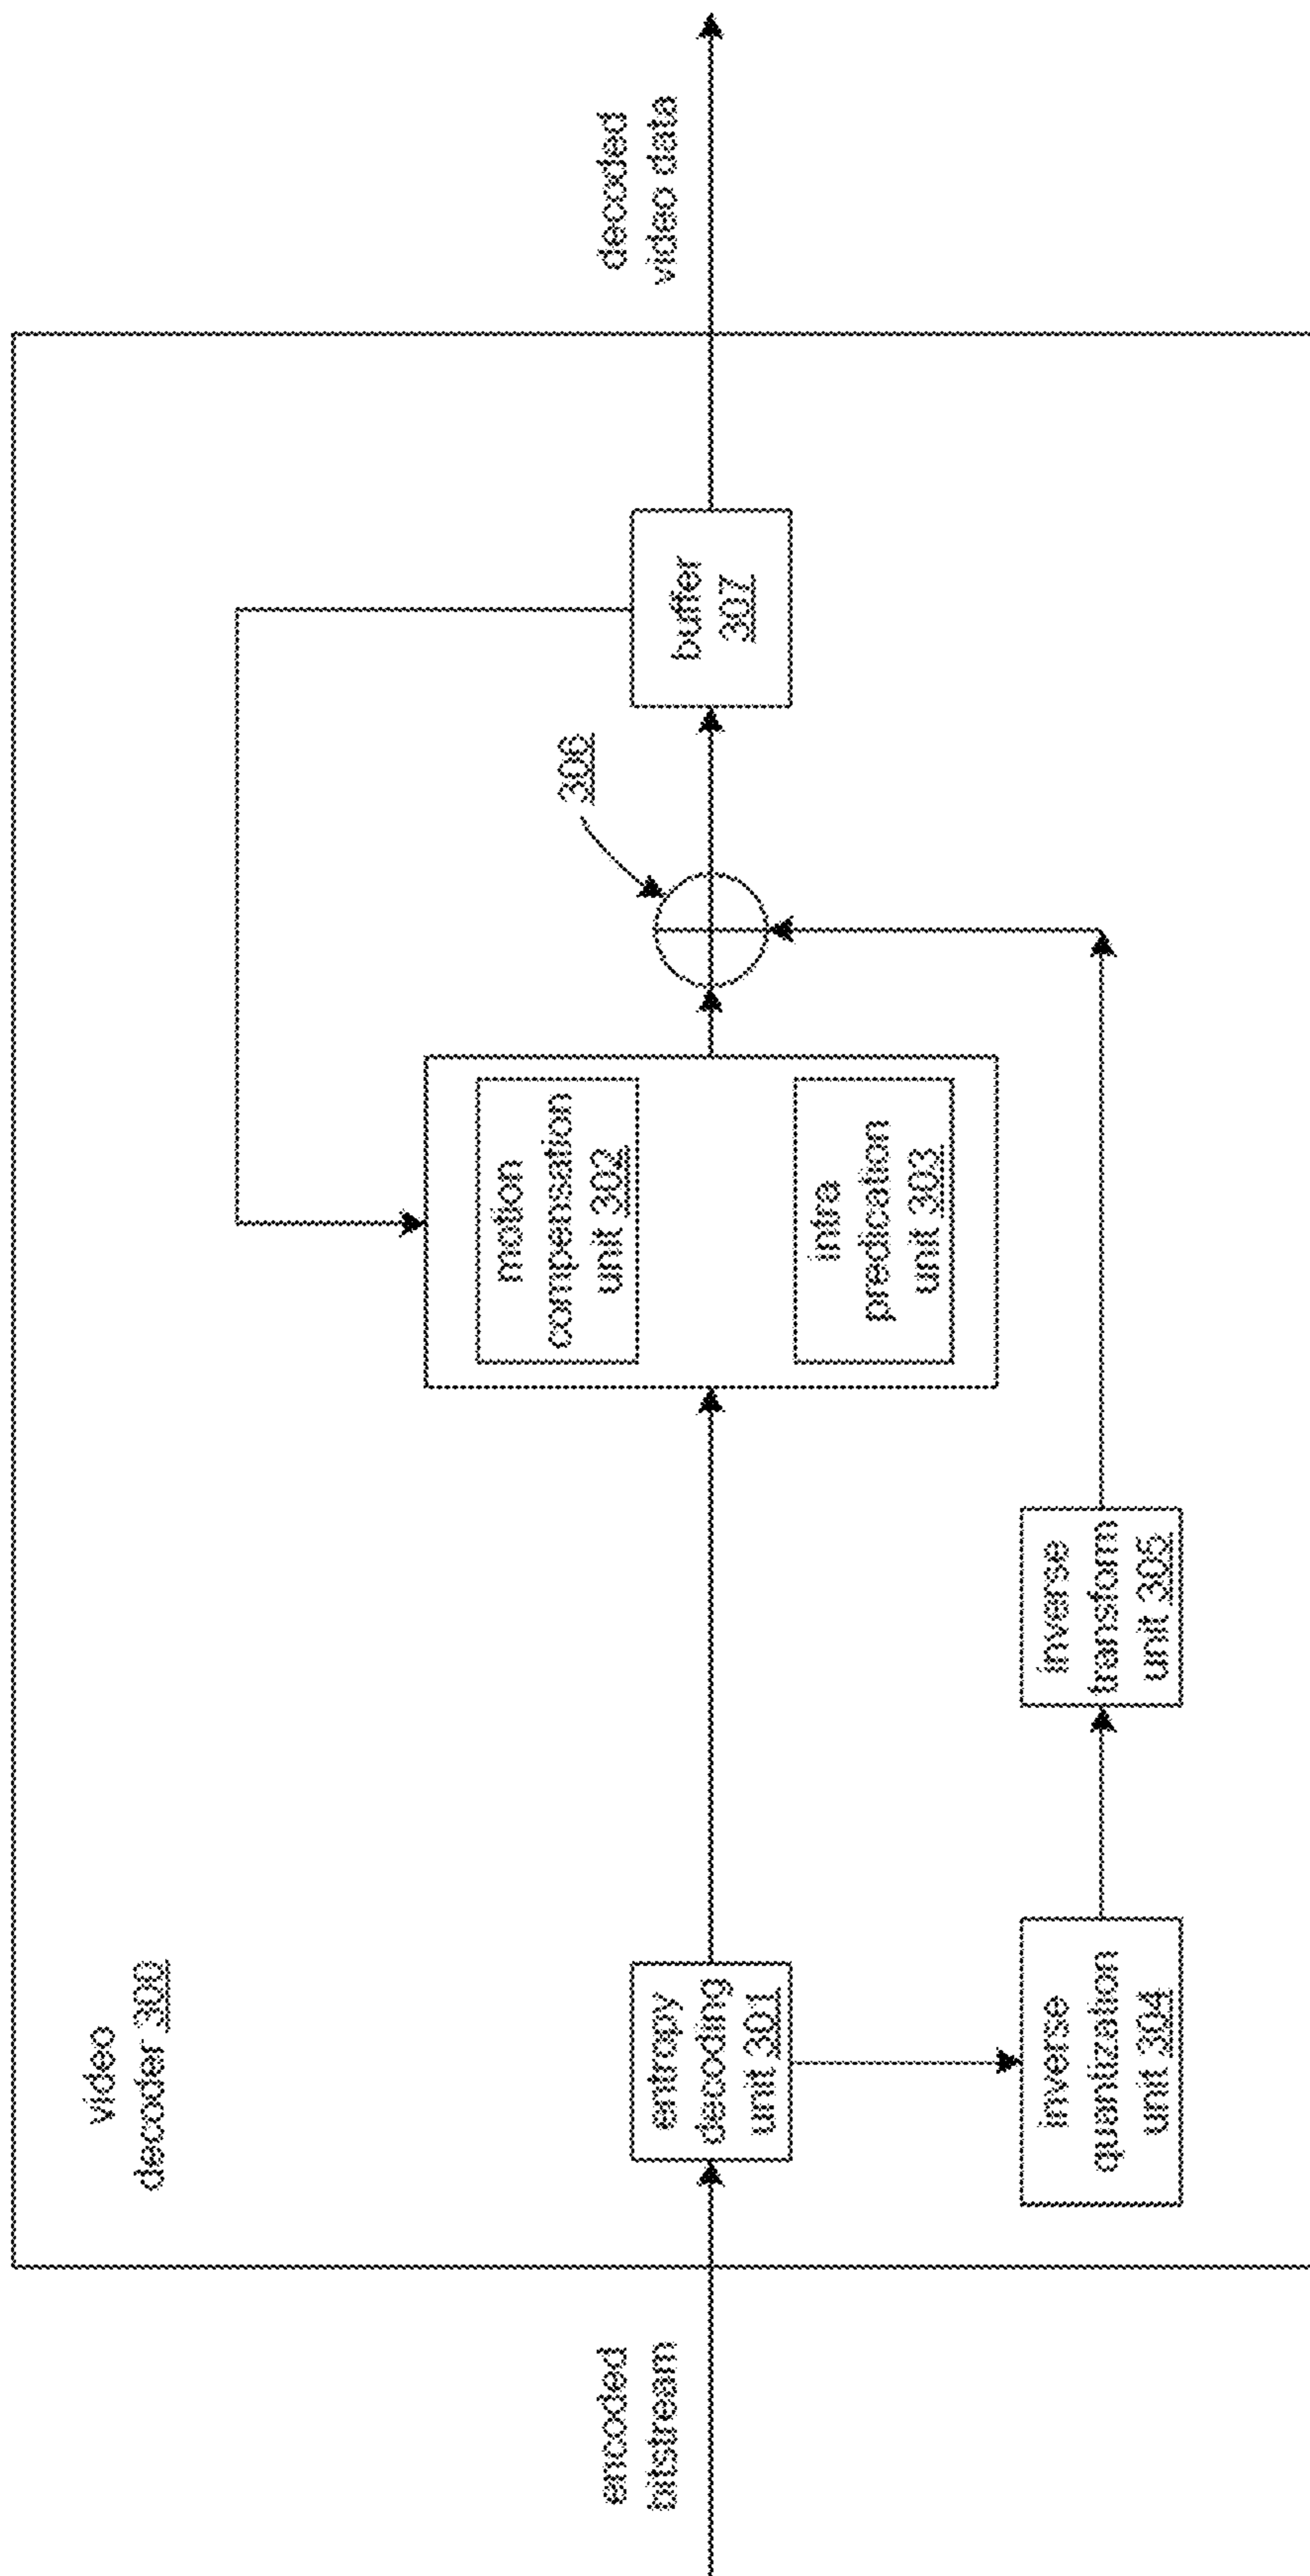 video
decoder 300
encoded
bitstream
entropy
decoding
unit 301
inverse
quantization
unit 304
inverse
transform
unit 305
motion
compensation
unit 302
intra
predication
unit 303
306
buffer
307
decoded
video data